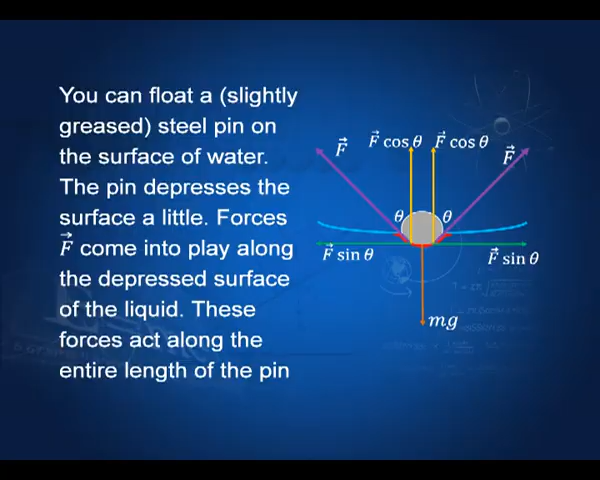 You can float a (slightly
greased) steel pin on
the surface of water.
The pin depresses the
surface a little. Forces
F⃗ come into play along
the depressed surface
of the liquid. These
forces act along the
entire length of the pin
F⃗
F⃗ cos θ
F⃗ cos θ
F⃗
θ
θ
F⃗ sin θ
F⃗ sin θ
mg